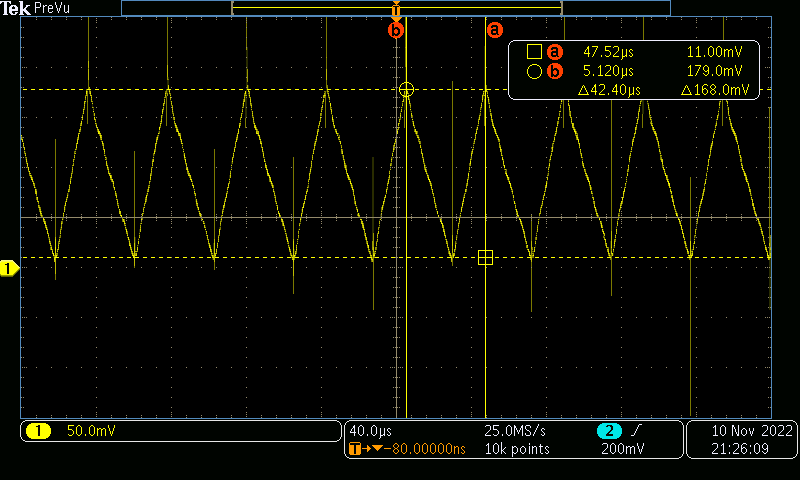 Tek PreVu
T
b a
a 47.52µs 11.00mV
b 5.120µs 179.0mV
Δ42.40µs Δ168.0mV
1
1 50.0mV
40.0µs 25.0MS/s 2 10 Nov 2022
T→▼−80.00000ns 10k points 200mV 21:26:09